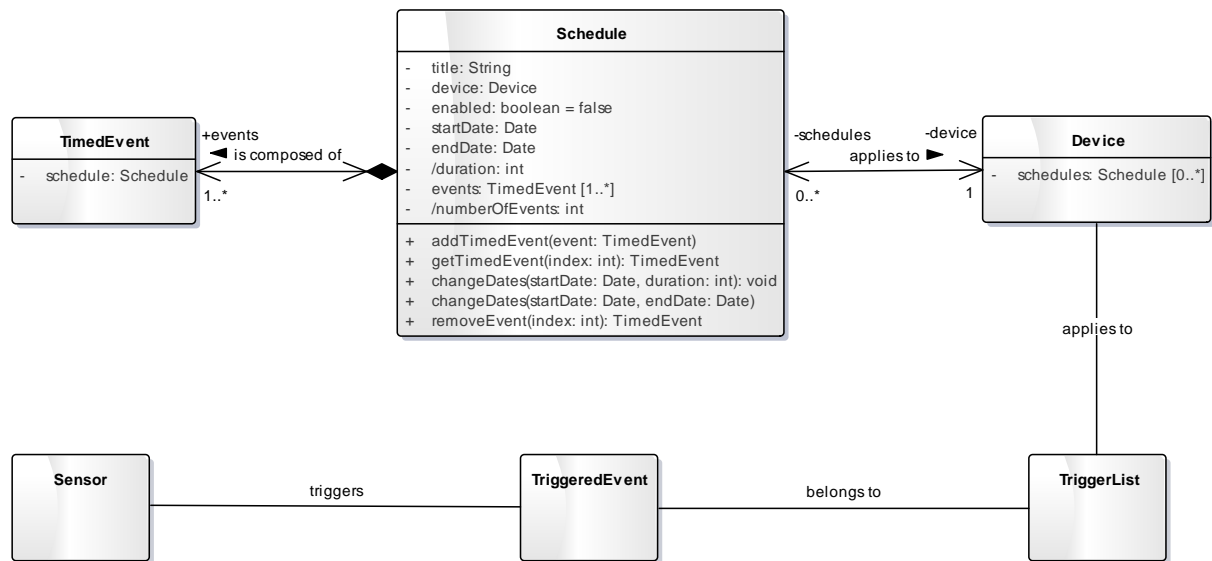 Schedule
- title: String
- device: Device
- enabled: boolean = false
- startDate: Date
- endDate: Date
- /duration: int
- events: TimedEvent [1..*]
- /numberOfEvents: int
+ addTimedEvent(event: TimedEvent)
+ getTimedEvent(index: int): TimedEvent
+ changeDates(startDate: Date, duration: int): void
+ changeDates(startDate: Date, endDate: Date)
+ removeEvent(index: int): TimedEvent
TimedEvent
- schedule: Schedule
+events
is composed of
1..*
-schedules
-device
applies to
0..*
1
Device
- schedules: Schedule [0..*]
applies to
Sensor
triggers
TriggeredEvent
belongs to
TriggerList